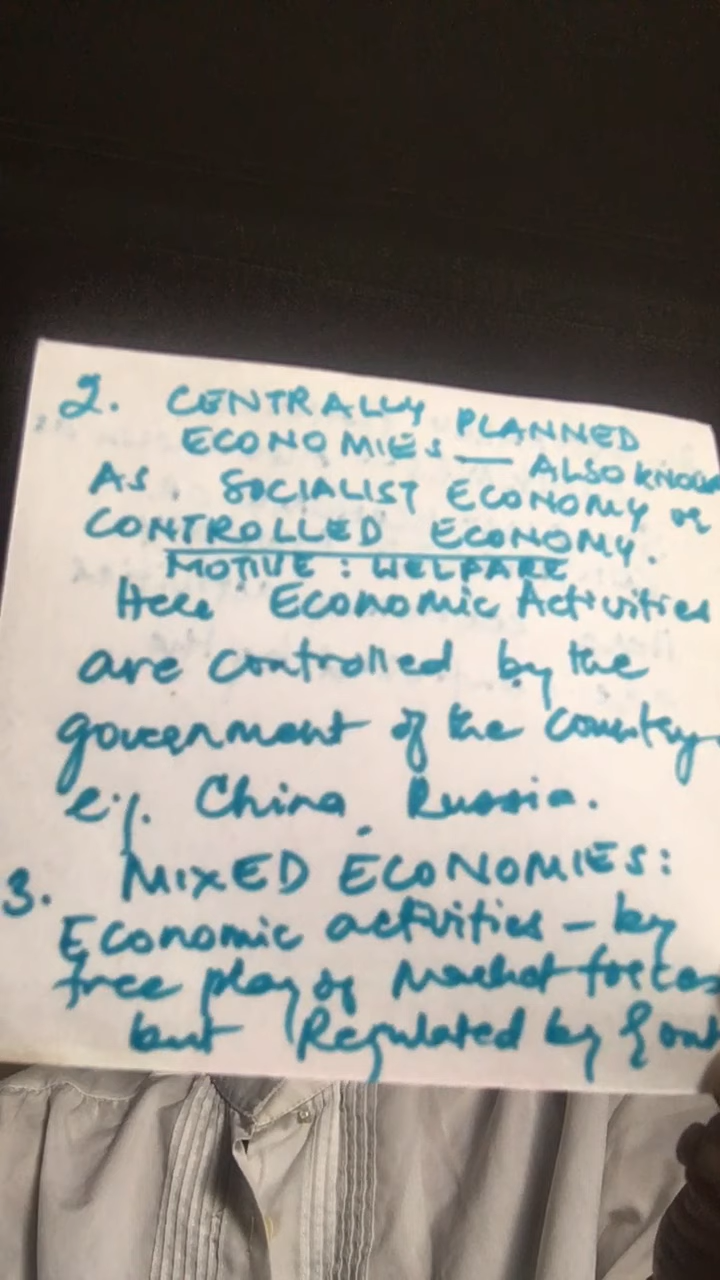 2. CENTRALLY PLANNED
ECONOMIES — ALSO KNOWN
AS SOCIALIST ECONOMY or
CONTROLLED ECONOMY.
MOTIVE : WELFARE
Here Economic Activities
are controlled by the
government of the country
e.g. China, Russia.
3. MIXED ECONOMIES:
Economic activities – by
free play of Market forces
but Regulated by Govt